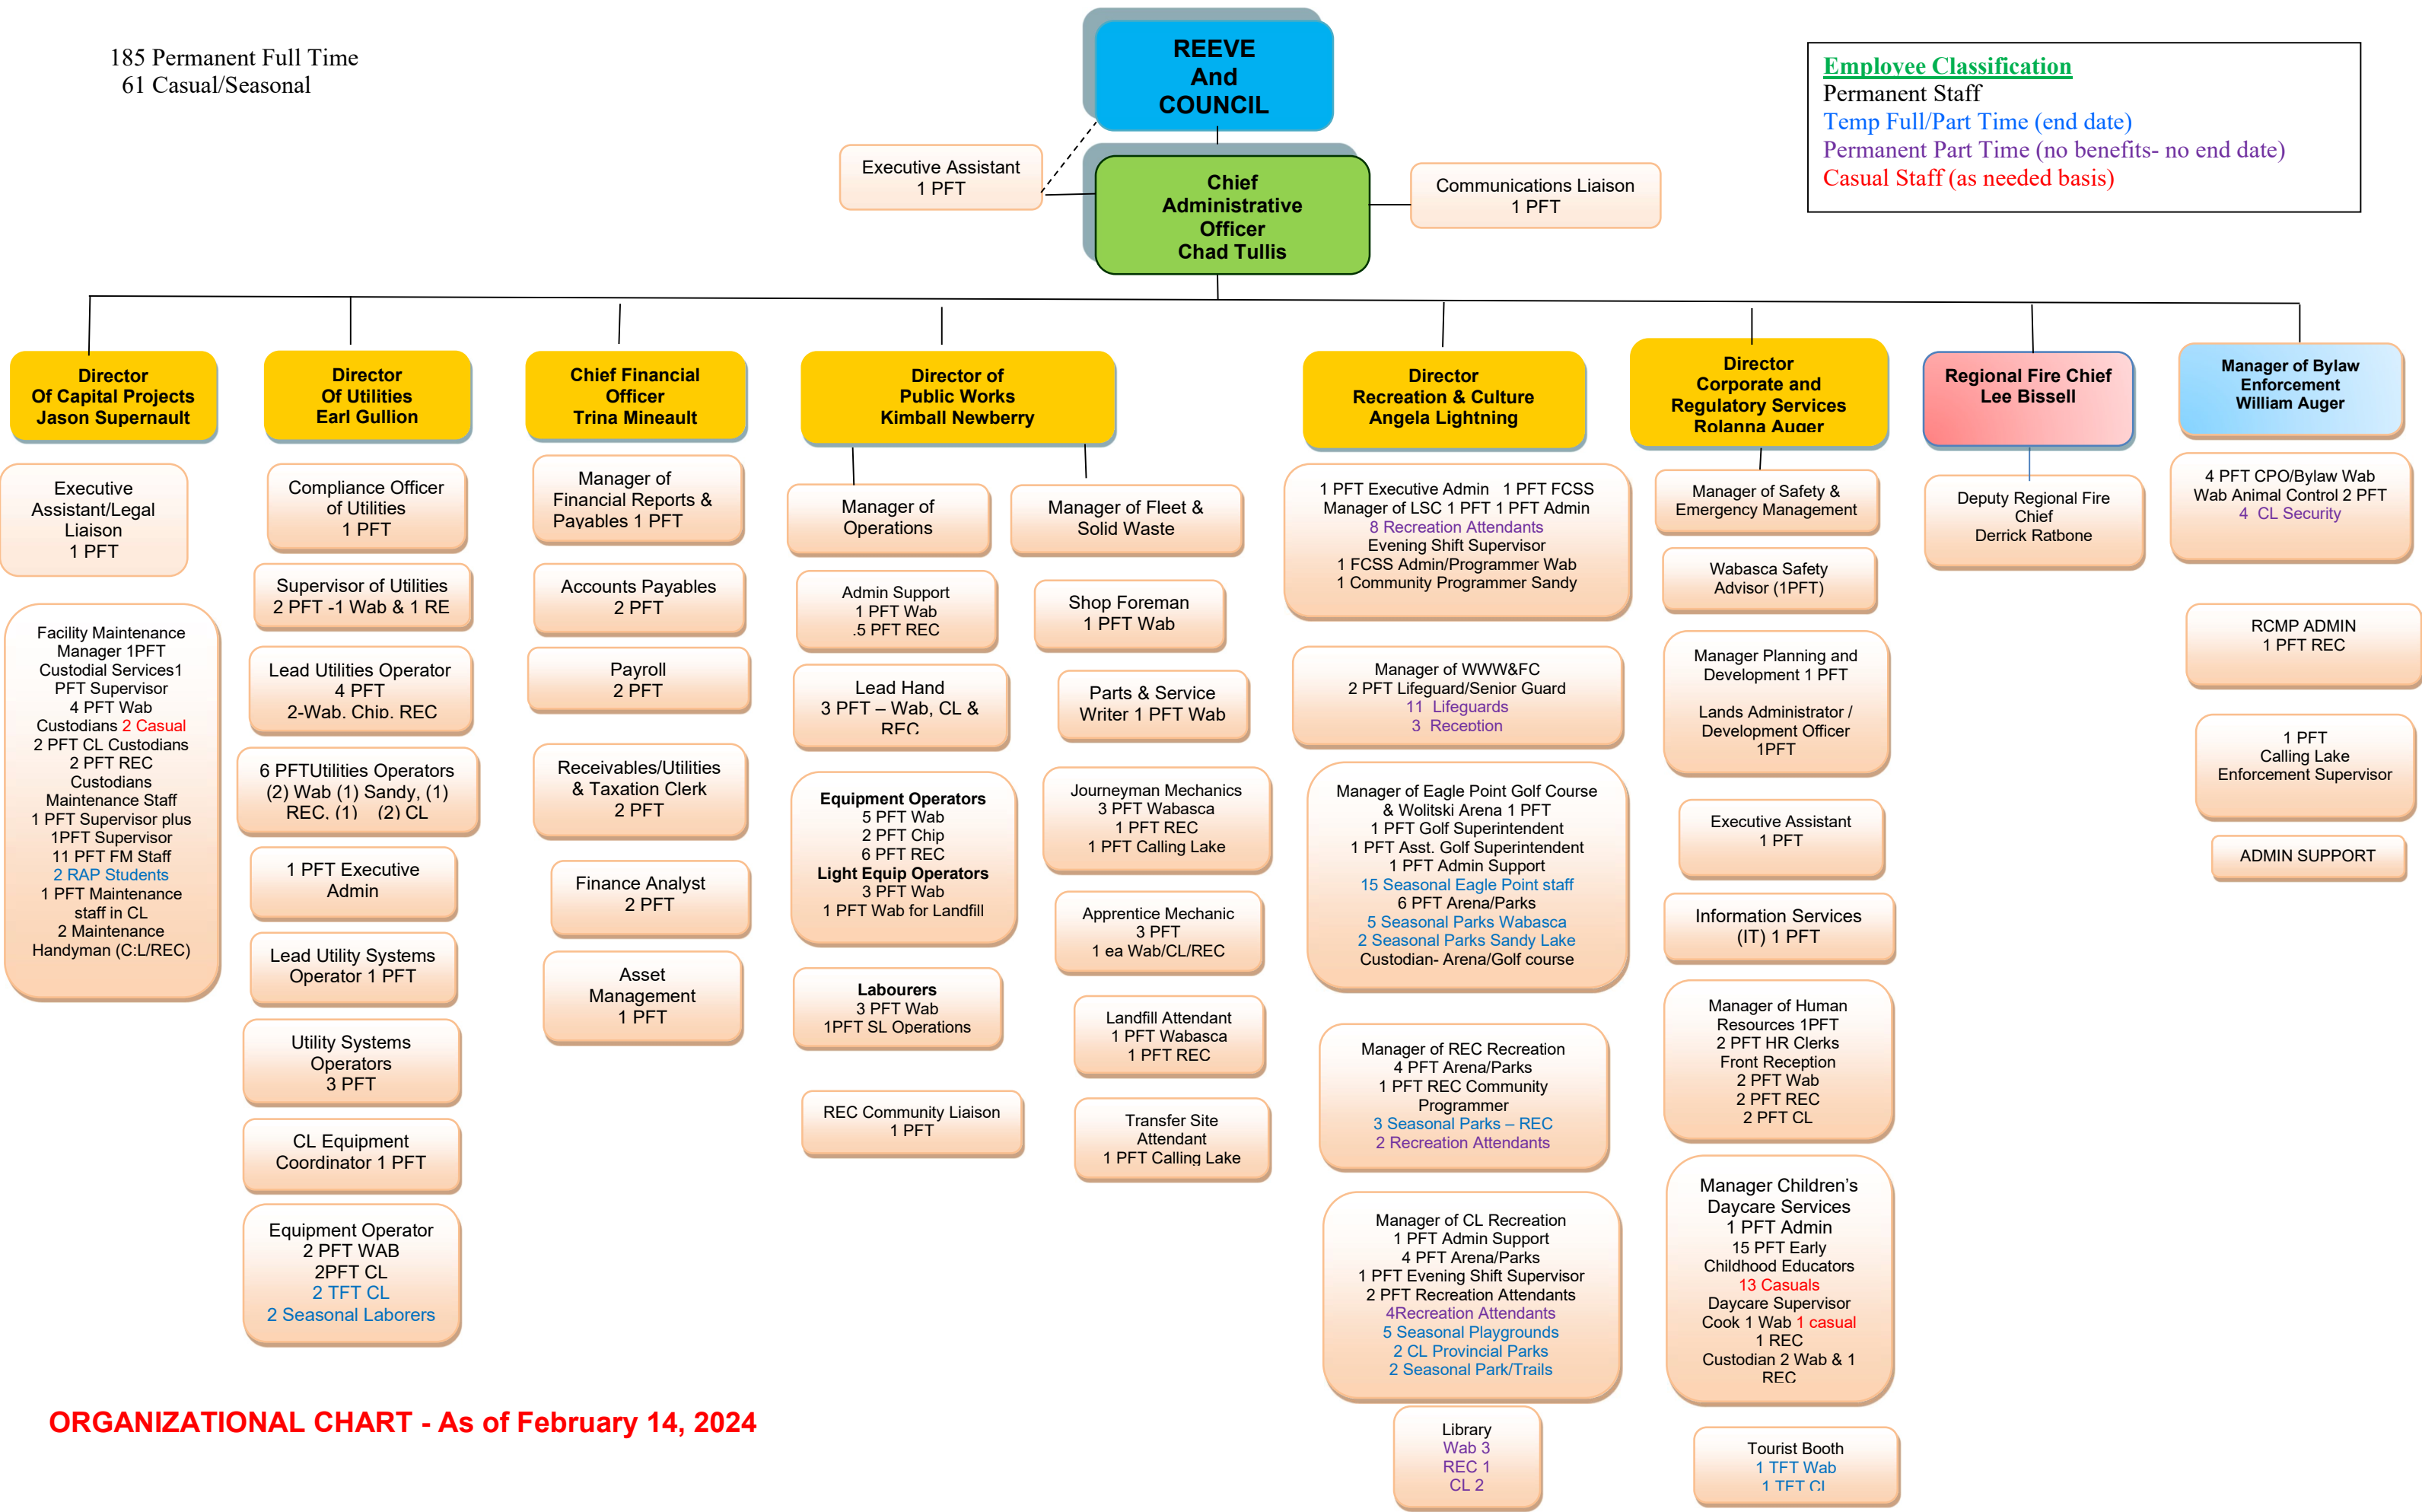 185 Permanent Full Time
61 Casual/Seasonal
REEVE
And
COUNCIL
Employee Classification
Permanent Staff
Temp Full/Part Time (end date)
Permanent Part Time (no benefits- no end date)
Casual Staff (as needed basis)
Executive Assistant
1 PFT
Chief
Administrative
Officer
Chad Tullis
Communications Liaison
1 PFT
Director
Of Capital Projects
Jason Supernault
Executive
Assistant/Legal
Liaison
1 PFT
Facility Maintenance
Manager 1PFT
Custodial Services1
PFT Supervisor
4 PFT Wab
Custodians 2 Casual
2 PFT CL Custodians
2 PFT REC
Custodians
Maintenance Staff
1 PFT Supervisor plus
1PFT Supervisor
11 PFT FM Staff
2 RAP Students
1 PFT Maintenance
staff in CL
2 Maintenance
Handyman (C:L/REC)
Director
Of Utilities
Earl Gullion
Compliance Officer
of Utilities
1 PFT
Supervisor of Utilities
2 PFT -1 Wab & 1 RE
Lead Utilities Operator
4 PFT
2-Wab, Chip, REC
6 PFTUtilities Operators
(2) Wab (1) Sandy, (1)
REC, (1) (2) CL
1 PFT Executive
Admin
Lead Utility Systems
Operator 1 PFT
Utility Systems
Operators
3 PFT
CL Equipment
Coordinator 1 PFT
Equipment Operator
2 PFT WAB
2PFT CL
2 TFT CL
2 Seasonal Laborers
Chief Financial
Officer
Trina Mineault
Manager of
Financial Reports &
Payables 1 PFT
Accounts Payables
2 PFT
Payroll
2 PFT
Receivables/Utilities
& Taxation Clerk
2 PFT
Finance Analyst
2 PFT
Asset
Management
1 PFT
Director of
Public Works
Kimball Newberry
Manager of
Operations
Admin Support
1 PFT Wab
.5 PFT REC
Lead Hand
3 PFT – Wab, CL &
REC
Equipment Operators
5 PFT Wab
2 PFT Chip
6 PFT REC
Light Equip Operators
3 PFT Wab
1 PFT Wab for Landfill
Labourers
3 PFT Wab
1PFT SL Operations
REC Community Liaison
1 PFT
Manager of Fleet &
Solid Waste
Shop Foreman
1 PFT Wab
Parts & Service
Writer 1 PFT Wab
Journeyman Mechanics
3 PFT Wabasca
1 PFT REC
1 PFT Calling Lake
Apprentice Mechanic
3 PFT
1 ea Wab/CL/REC
Landfill Attendant
1 PFT Wabasca
1 PFT REC
Transfer Site
Attendant
1 PFT Calling Lake
Director
Recreation & Culture
Angela Lightning
1 PFT Executive Admin 1 PFT FCSS
Manager of LSC 1 PFT 1 PFT Admin
8 Recreation Attendants
Evening Shift Supervisor
1 FCSS Admin/Programmer Wab
1 Community Programmer Sandy
Manager of WWW&FC
2 PFT Lifeguard/Senior Guard
11 Lifeguards
3 Reception
Manager of Eagle Point Golf Course
& Wolitski Arena 1 PFT
1 PFT Golf Superintendent
1 PFT Asst. Golf Superintendent
1 PFT Admin Support
15 Seasonal Eagle Point staff
6 PFT Arena/Parks
5 Seasonal Parks Wabasca
2 Seasonal Parks Sandy Lake
Custodian- Arena/Golf course
Manager of REC Recreation
4 PFT Arena/Parks
1 PFT REC Community
Programmer
3 Seasonal Parks – REC
2 Recreation Attendants
Manager of CL Recreation
1 PFT Admin Support
4 PFT Arena/Parks
1 PFT Evening Shift Supervisor
2 PFT Recreation Attendants
4Recreation Attendants
5 Seasonal Playgrounds
2 CL Provincial Parks
2 Seasonal Park/Trails
Library
Wab 3
REC 1
CL 2
Director
Corporate and
Regulatory Services
Rolanna Auger
Manager of Safety &
Emergency Management
Wabasca Safety
Advisor (1PFT)
Manager Planning and
Development 1 PFT
Lands Administrator /
Development Officer
1PFT
Executive Assistant
1 PFT
Information Services
(IT) 1 PFT
Manager of Human
Resources 1PFT
2 PFT HR Clerks
Front Reception
2 PFT Wab
2 PFT REC
2 PFT CL
Manager Children’s
Daycare Services
1 PFT Admin
15 PFT Early
Childhood Educators
13 Casuals
Daycare Supervisor
Cook 1 Wab 1 casual
1 REC
Custodian 2 Wab & 1
REC
Tourist Booth
1 TFT Wab
1 TFT CL
Regional Fire Chief
Lee Bissell
Deputy Regional Fire
Chief
Derrick Ratbone
Manager of Bylaw
Enforcement
William Auger
4 PFT CPO/Bylaw Wab
Wab Animal Control 2 PFT
4 CL Security
RCMP ADMIN
1 PFT REC
1 PFT
Calling Lake
Enforcement Supervisor
ADMIN SUPPORT
ORGANIZATIONAL CHART - As of February 14, 2024